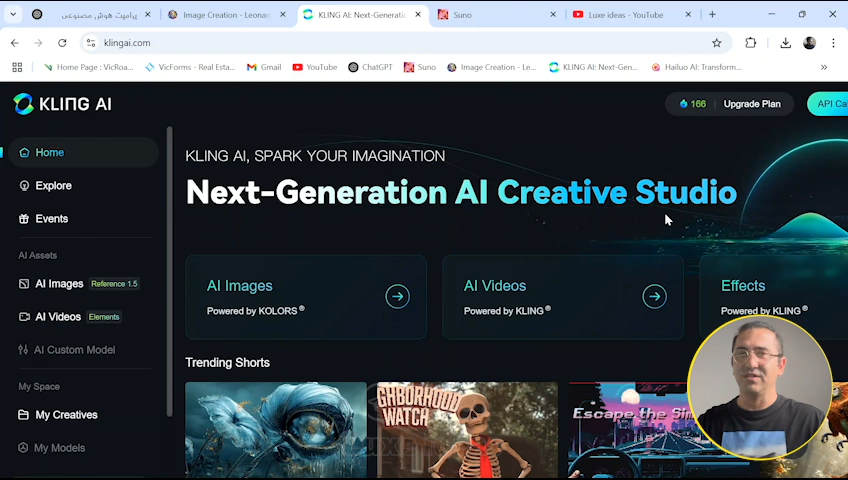 پرامپت هوش مصنوعی
Image Creation - Leonar
KLING AI: Next-Generatio
Suno
Luxe ideas - YouTube
klingai.com
Home Page : VicRoa...
VicForms - Real Esta...
Gmail
YouTube
ChatGPT
Suno
Image Creation - Le...
KLING AI: Next-Gen...
Hailuo AI: Transform...
KLING AI
166
Upgrade Plan
API Ca
Home
Explore
Events
AI Assets
AI Images
Reference 1.5
AI Videos
Elements
AI Custom Model
My Space
My Creatives
My Models
KLING AI, SPARK YOUR IMAGINATION
Next-Generation AI Creative Studio
AI Images
Powered by KOLORS®
AI Videos
Powered by KLING®
Effects
Powered by KLING®
Trending Shorts
GHBORHOOD
WATCH
Escape the Sim